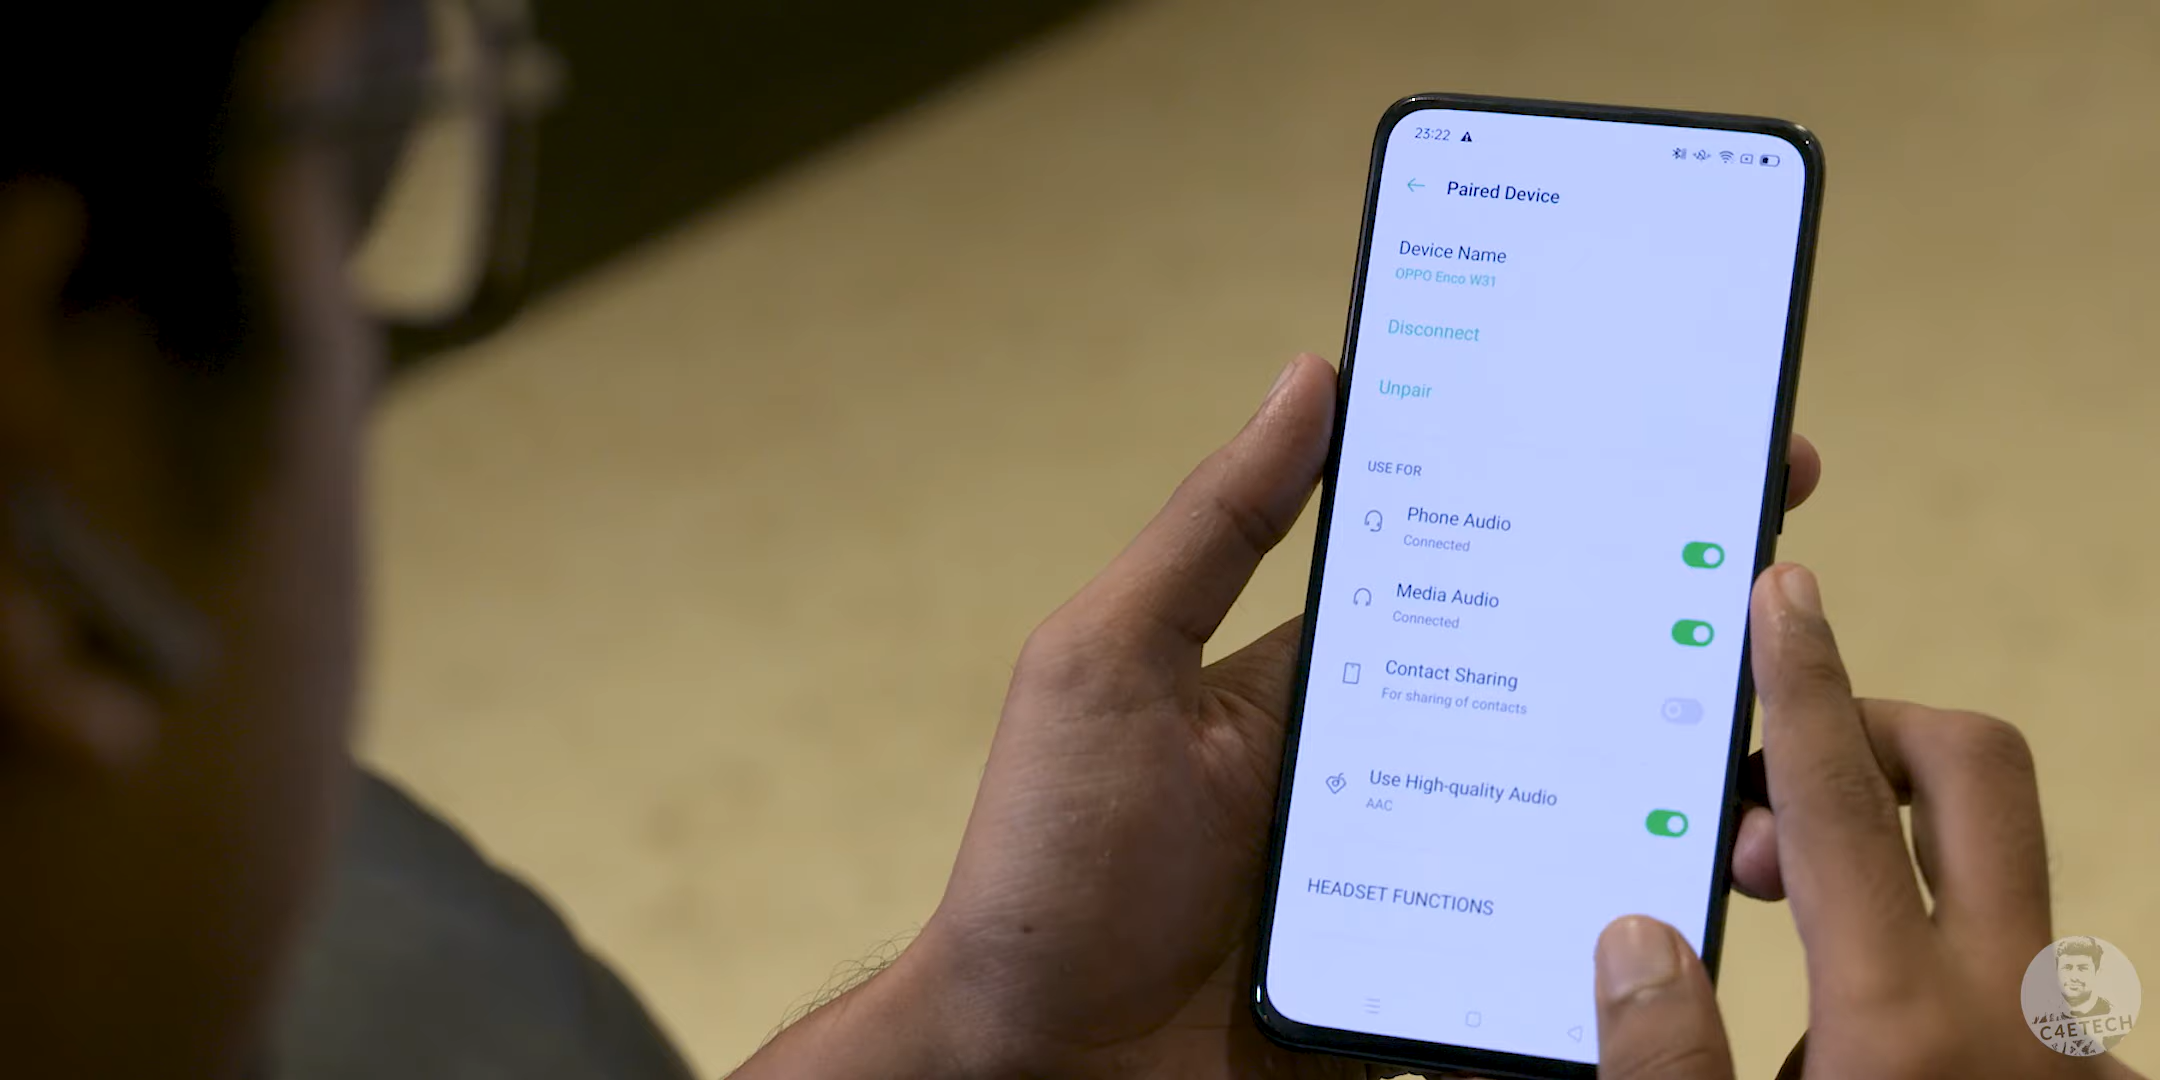 23:22
Paired Device
Device Name
OPPO Enco W31
Disconnect
Unpair
USE FOR
Phone Audio
Connected
Media Audio
Connected
Contact Sharing
For sharing of contacts
Use High-quality Audio
AAC
HEADSET FUNCTIONS
C4ETECH